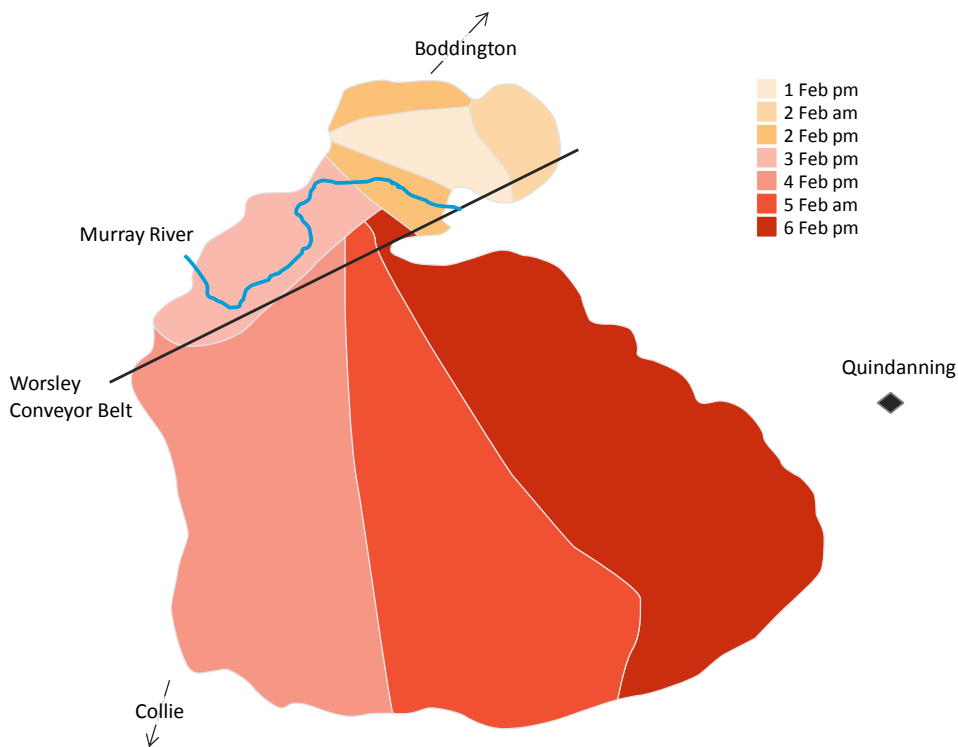 Boddington
1 Feb pm
2 Feb am
2 Feb pm
3 Feb pm
4 Feb pm
5 Feb am
6 Feb pm
Murray River
Quindanning
Worsley
Conveyor Belt
Collie